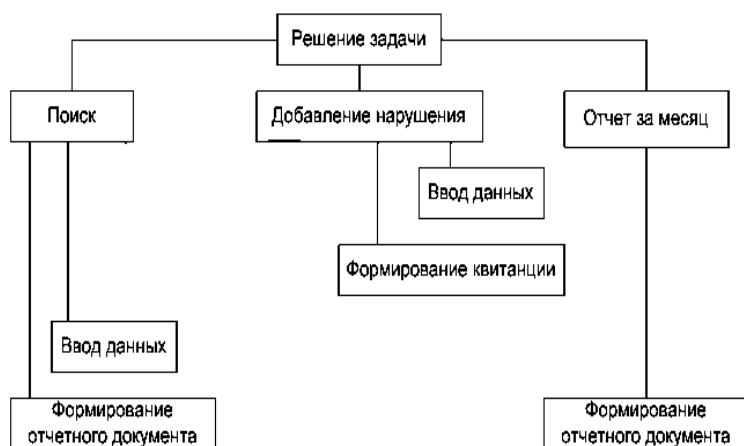 Решение задачи
Поиск
Добавление нарушения
Отчет за месяц
Ввод данных
Формирование квитанции
Ввод данных
Формирование
отчетного документа
Формирование
отчетного документа